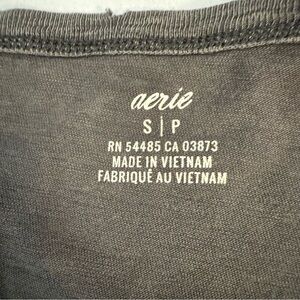 aerie
S | P
RN 54485 CA 03873
MADE IN VIETNAM
FABRIQUÉ AU VIETNAM